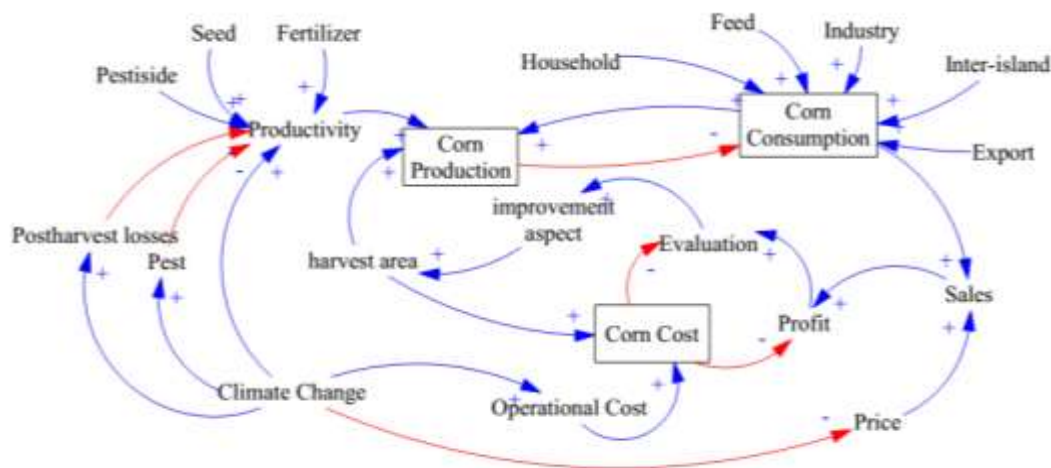 Seed
Fertilizer
Feed
Industry
Pestiside
Household
Inter-island
Productivity
Corn
Production
Corn
Consumption
Export
Postharvest losses
Pest
improvement
aspect
Evaluation
harvest area
Sales
Corn Cost
Profit
Climate Change
Operational Cost
Price